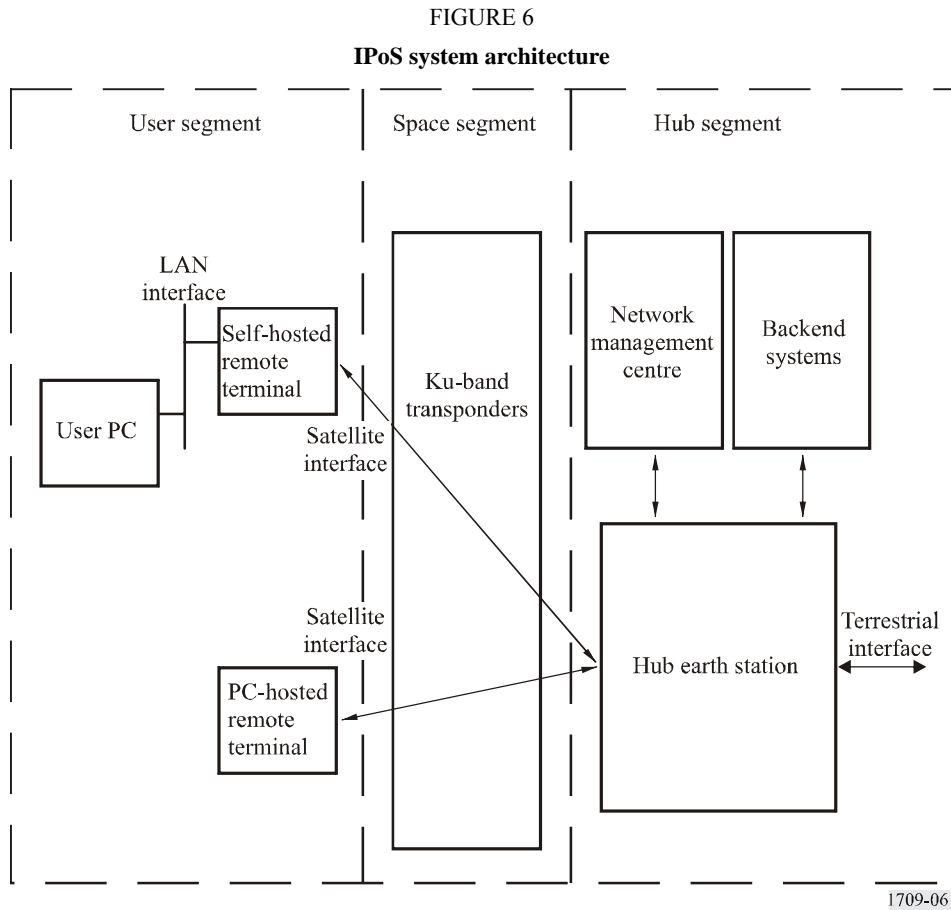 FIGURE 6
IPoS system architecture
User segment
Space segment
Hub segment
LAN
interface
Self-hosted
remote
terminal
User PC
Satellite
interface
Satellite
interface
PC-hosted
remote
terminal
Ku-band
transponders
Network
management
centre
Backend
systems
Hub earth station
Terrestrial
interface
1709-06